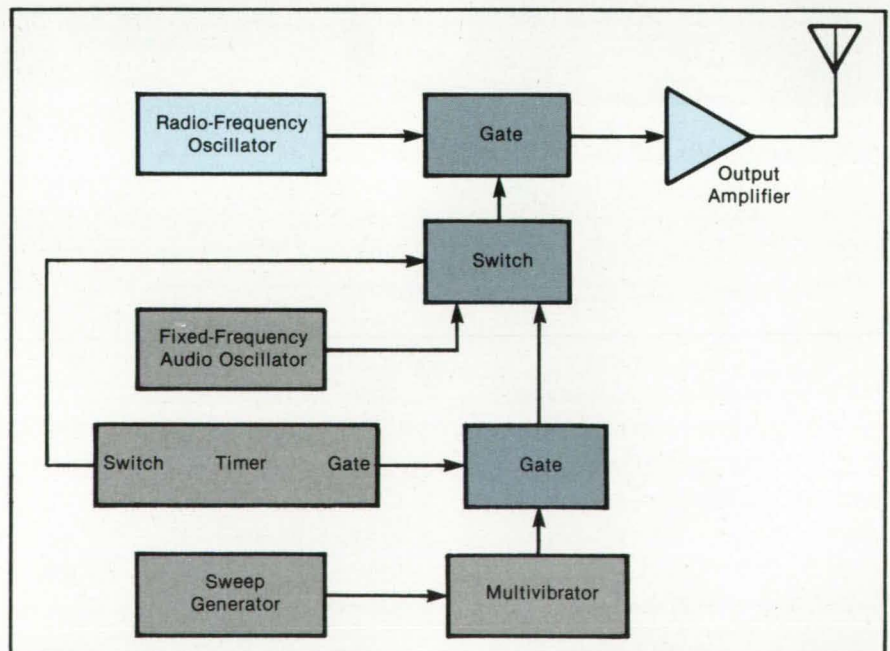 Radio-Frequency
Oscillator
Gate
Output
Amplifier
Switch
Fixed-Frequency
Audio Oscillator
Switch Timer Gate
Gate
Sweep
Generator
Multivibrator